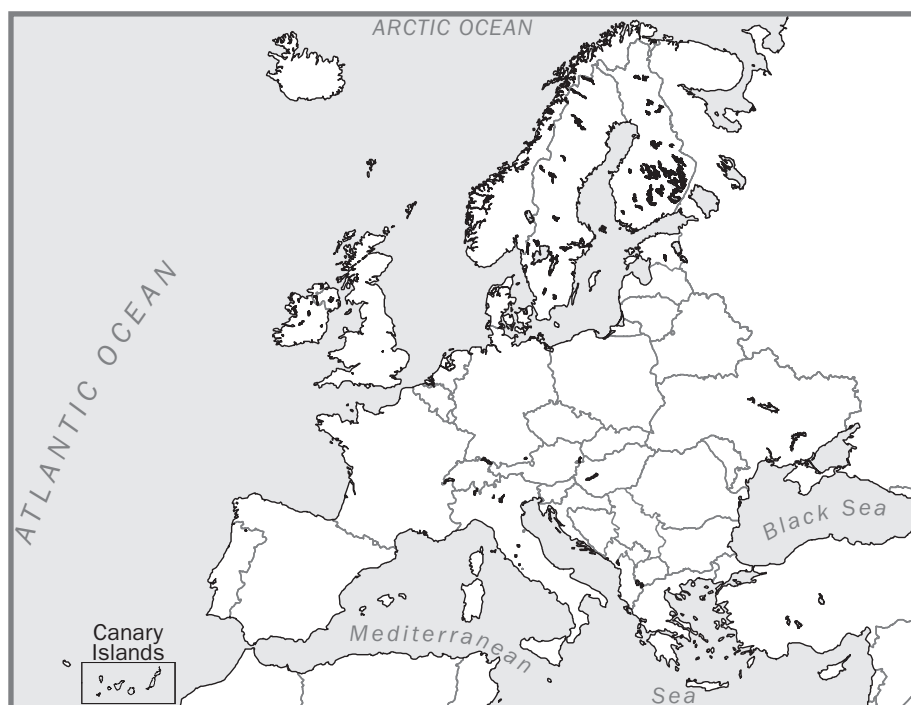 ARCTIC OCEAN
ATLANTIC OCEAN
Black Sea
Canary
Islands
Mediterranean
Sea